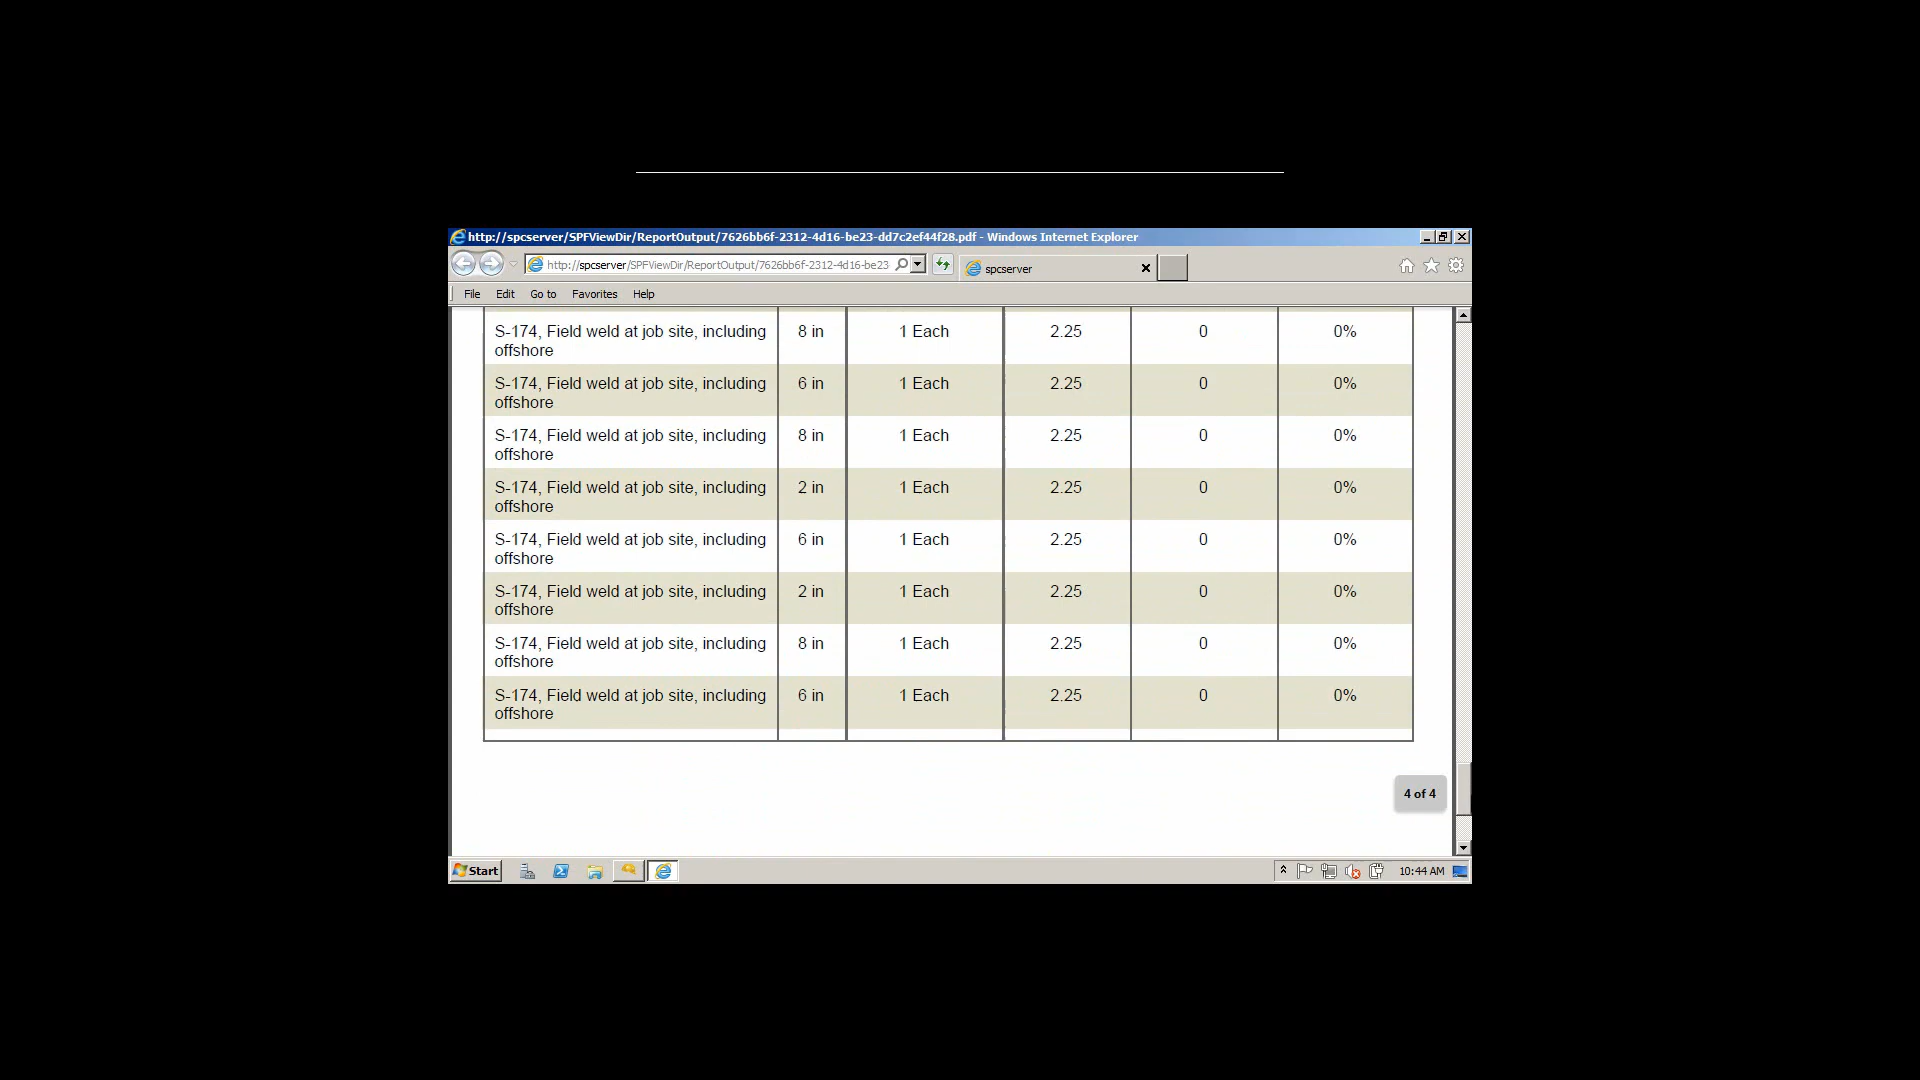 http://spcserver/SPFViewDir/ReportOutput/7626bb6f-2312-4d16-be23-dd7c2ef44f28.pdf - Windows Internet Explorer
http://spcserver/SPFViewDir/ReportOutput/7626bb6f-2312-4d16-be23 spcserver
File Edit Go to Favorites Help
S-174, Field weld at job site, including 8 in 1 Each 2.25 0 0%
offshore
S-174, Field weld at job site, including 6 in 1 Each 2.25 0 0%
offshore
S-174, Field weld at job site, including 8 in 1 Each 2.25 0 0%
offshore
S-174, Field weld at job site, including 2 in 1 Each 2.25 0 0%
offshore
S-174, Field weld at job site, including 6 in 1 Each 2.25 0 0%
offshore
S-174, Field weld at job site, including 2 in 1 Each 2.25 0 0%
offshore
S-174, Field weld at job site, including 8 in 1 Each 2.25 0 0%
offshore
S-174, Field weld at job site, including 6 in 1 Each 2.25 0 0%
offshore
4 of 4
Start 10:44 AM